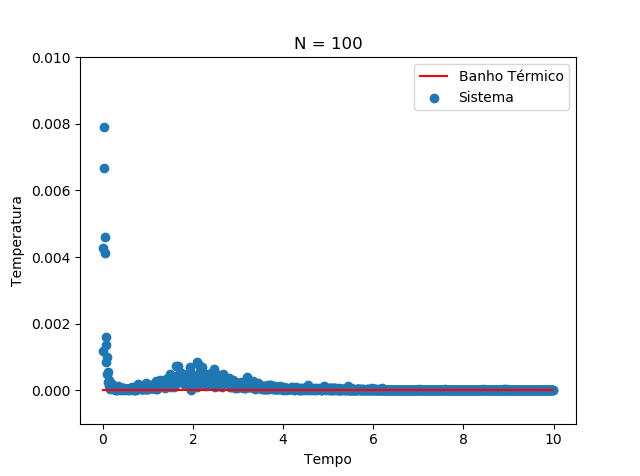 N = 100
0.010
0.008
0.006
0.004
0.002
0.000
Temperatura
Banho Térmico
Sistema
0 2 4 6 8 10
Tempo